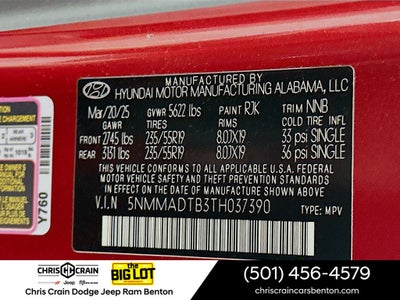 MANUFACTURED BY
HYUNDAI MOTOR MANUFACTURING ALABAMA, LLC
Mar/20/25 GVWR 5622 lbs PAINT RJK TRIM NNB
GAWR TIRES RIMS COLD TIRE INFL
FRONT 2745 lbs 235/55R19 8.0JX19 33 PSI SINGLE
REAR 3131 lbs 235/55R19 8.0JX19 36 PSI SINGLE
THIS VEHICLE CONFORMS TO ALL APPLICABLE U.S. FEDERAL
MOTOR VEHICLE SAFETY AND THEFT PREVENTION STANDARDS
IN EFFECT ON THE DATE OF MANUFACTURE SHOWN ABOVE.
V.I.N 5NMMADTB3TH037390 TYPE: MPV
Y760
CHRIS CRAIN
Jeep RAM
the BIG LOT
Chris Crain Dodge Jeep Ram Benton
(501) 456-4579
chriscraincarsbenton.com